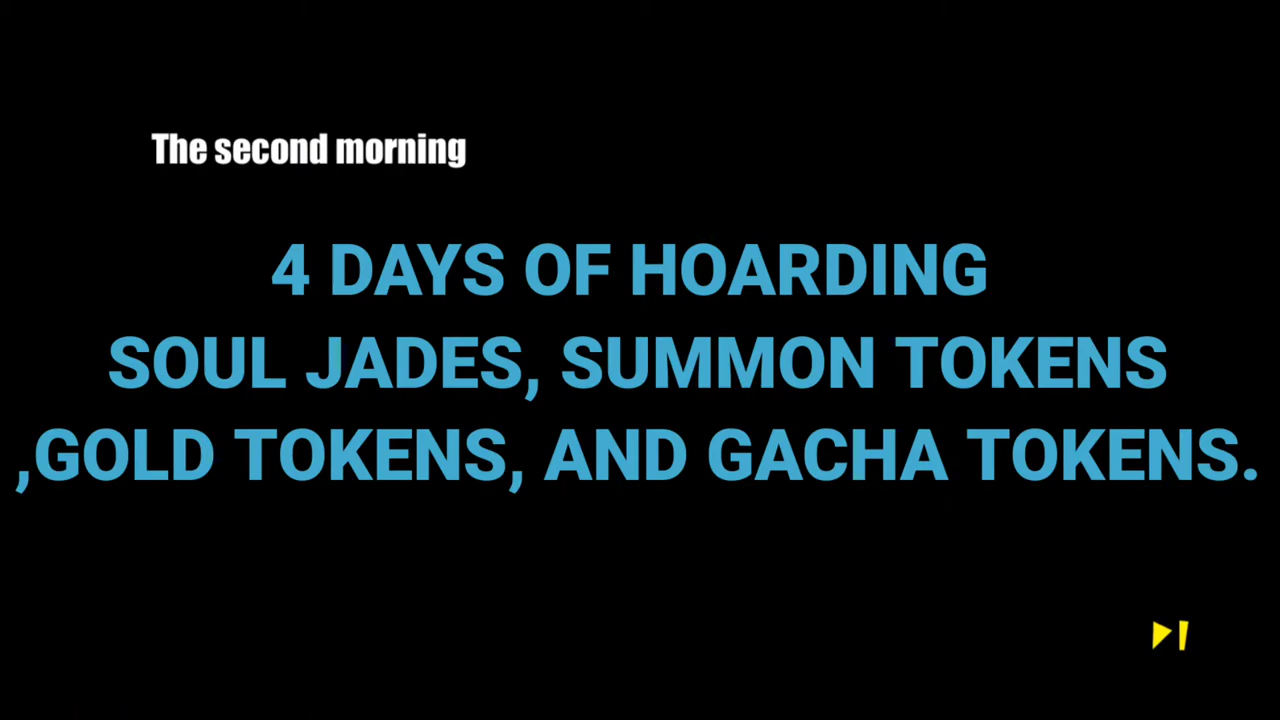 The second morning
4 DAYS OF HOARDING
SOUL JADES, SUMMON TOKENS
,GOLD TOKENS, AND GACHA TOKENS.